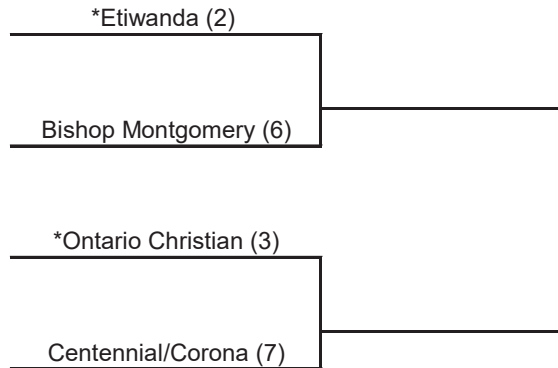 *Etiwanda (2)
Bishop Montgomery (6)
*Ontario Christian (3)
Centennial/Corona (7)